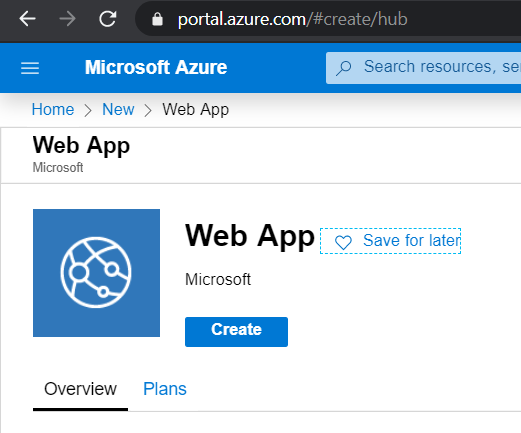 portal.azure.com/#create/hub
Microsoft Azure
Search resources, se
Home > New > Web App
Web App
Microsoft
Web App
Save for later
Microsoft
Create
Overview Plans